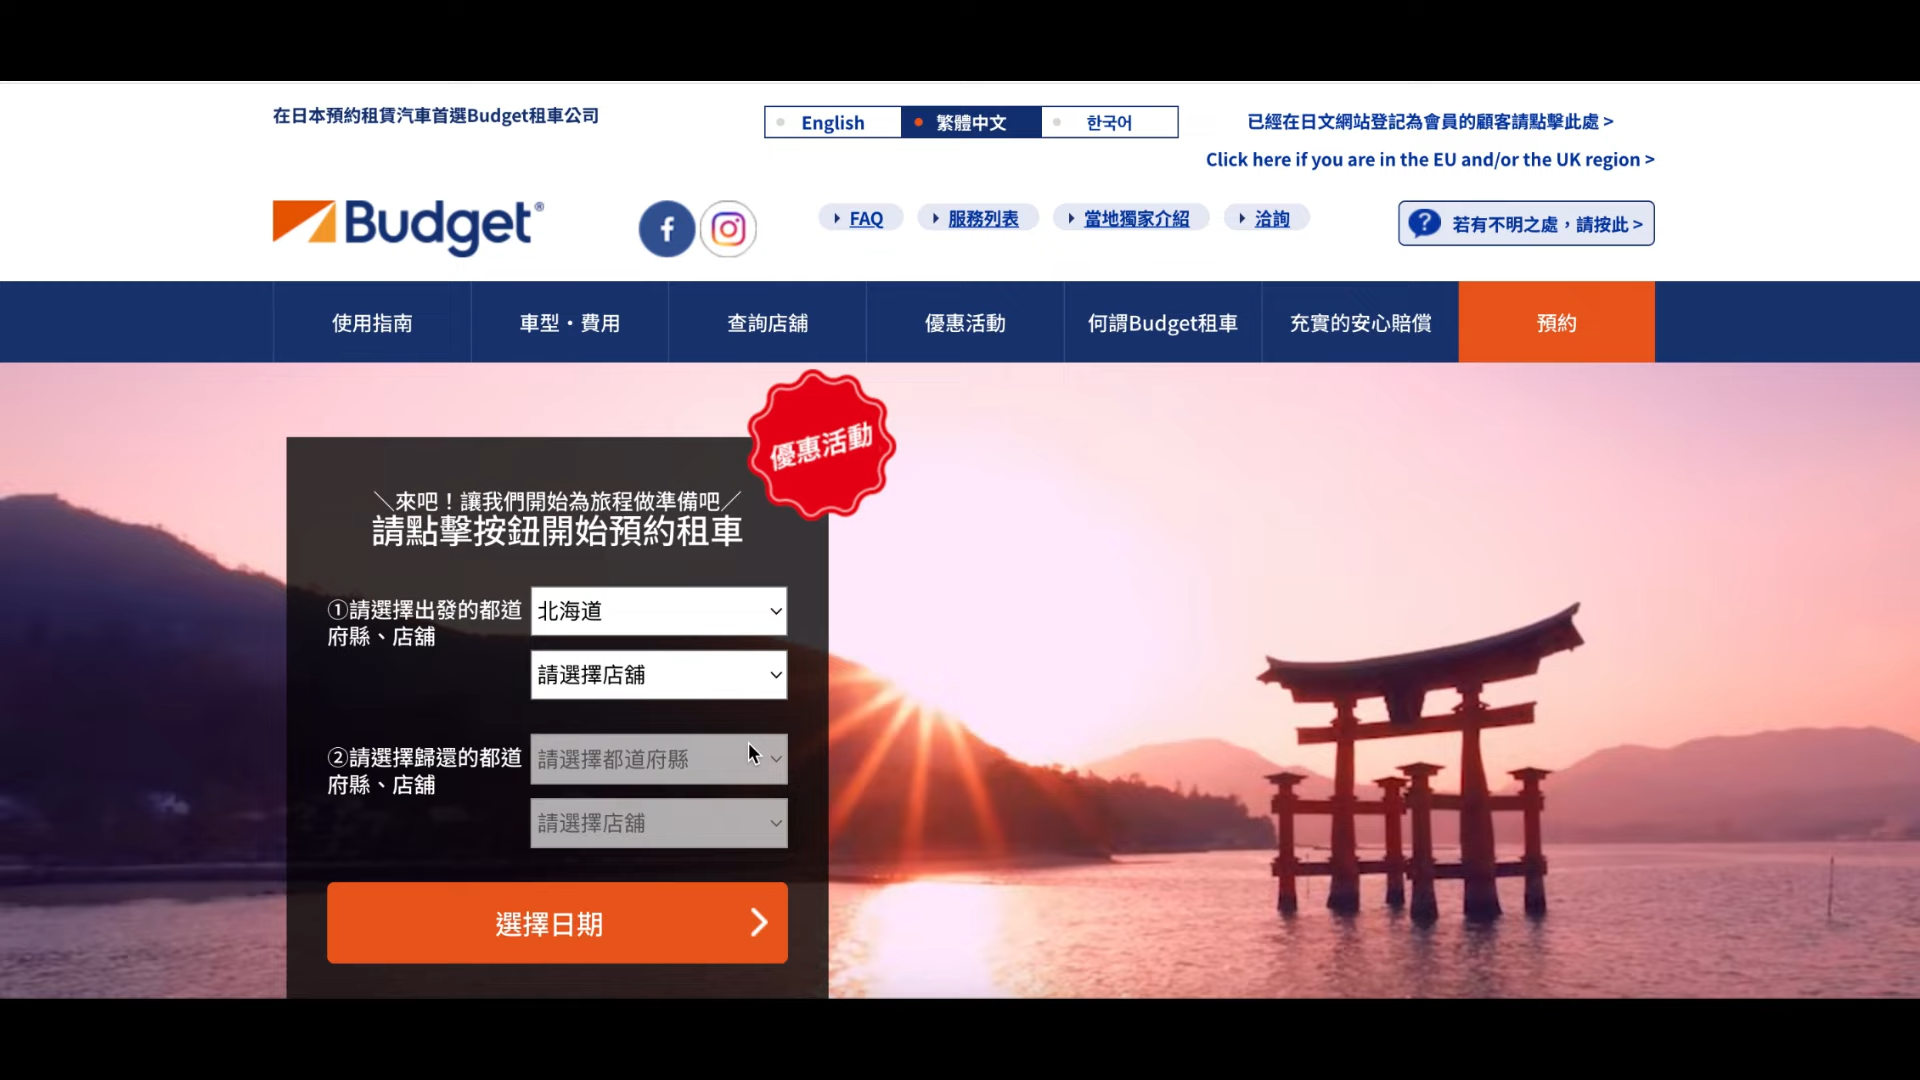 在日本預約租賃汽車首選Budget租車公司
English
繁體中文
한국어
已經在日文網站登記為會員的顧客請點擊此處 >
Click here if you are in the EU and/or the UK region >
Budget®
FAQ
服務列表
當地獨家介紹
洽詢
若有不明之處，請按此 >
使用指南
車型・費用
查詢店舖
優惠活動
何謂Budget租車
充實的安心賠償
預約
優惠活動
＼來吧！讓我們開始為旅程做準備吧／
請點擊按鈕開始預約租車
①請選擇出發的都道
府縣、店舖
北海道
請選擇店舖
②請選擇歸還的都道
府縣、店舖
請選擇都道府縣
請選擇店舖
選擇日期